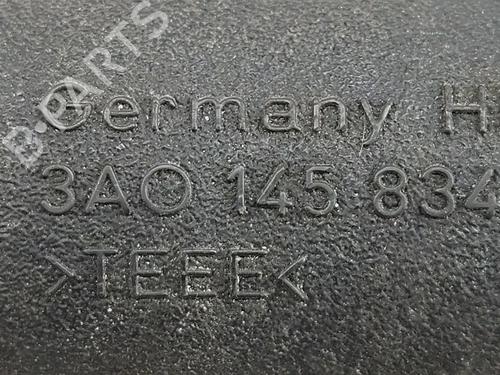 B-PARTS
Germany H
3A0 145 834
>TEEE<